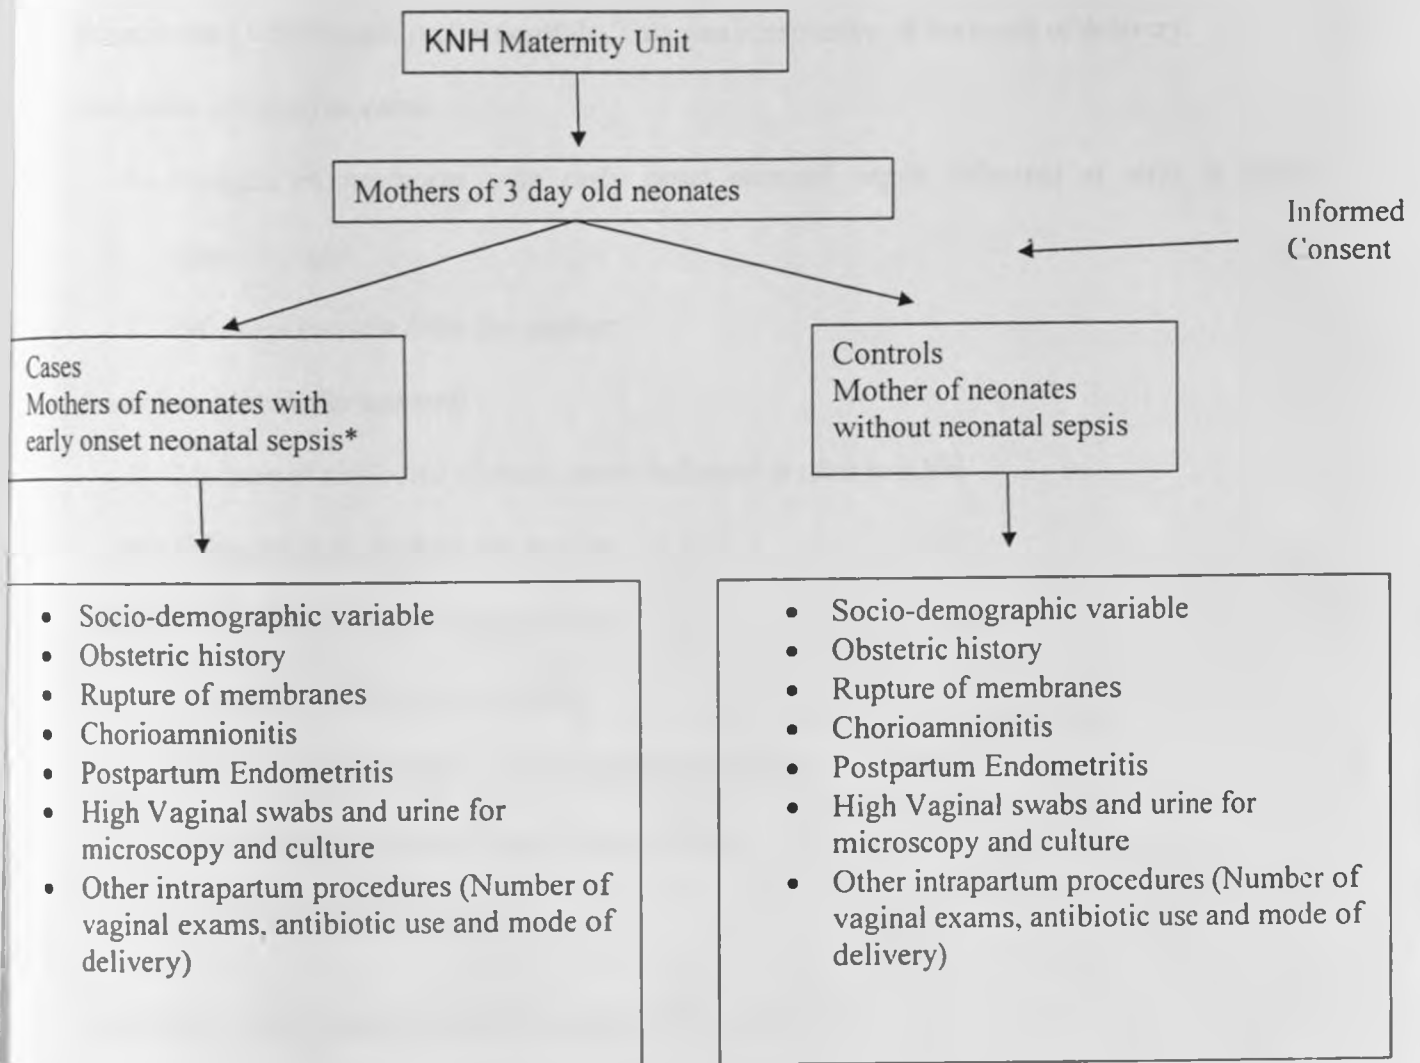 KNH Maternity Unit
Mothers of 3 day old neonates
Informed
Consent
Cases
Mothers of neonates with
early onset neonatal sepsis*
Controls
Mother of neonates
without neonatal sepsis
• Socio-demographic variable
• Obstetric history
• Rupture of membranes
• Chorioamnionitis
• Postpartum Endometritis
• High Vaginal swabs and urine for
microscopy and culture
• Other intrapartum procedures (Number of
vaginal exams, antibiotic use and mode of
delivery)
• Socio-demographic variable
• Obstetric history
• Rupture of membranes
• Chorioamnionitis
• Postpartum Endometritis
• High Vaginal swabs and urine for
microscopy and culture
• Other intrapartum procedures (Number of
vaginal exams, antibiotic use and mode of
delivery)